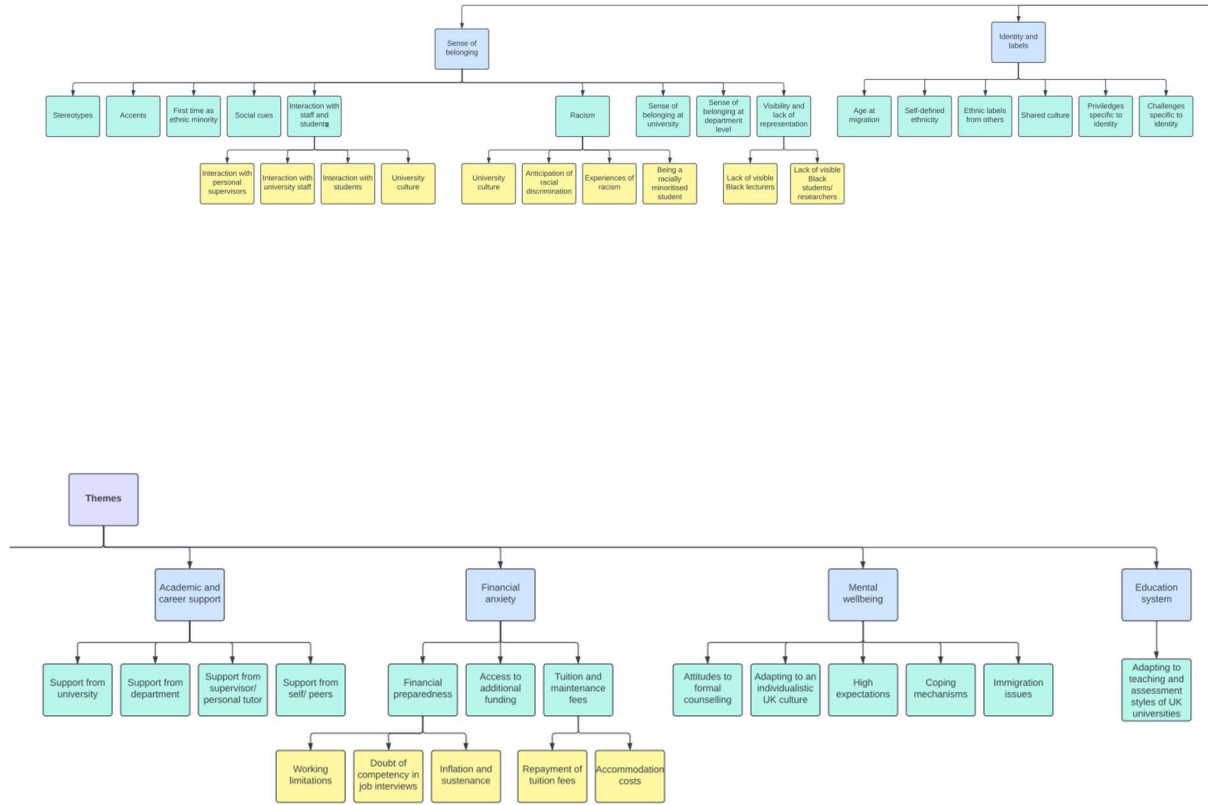 Sense of
belonging
Identity and
labels
Stereotypes
Accents
First time as
ethnic minority
Social cues
Interaction with
staff and
students
Racism
Sense of
belonging at
university
Sense of
belonging at
department
level
Visibility and
lack of
representation
Age at
migration
Self-defined
ethnicity
Ethnic labels
from others
Shared culture
Priviledges
specific to
identity
Challenges
specific to
identity
Interaction with
personal
supervisors
Interaction with
university staff
Interaction with
students
University
culture
University
culture
Anticipation of
racial
discrimination
Experiences of
racism
Being a
racially
minoritised
student
Lack of visible
Black lecturers
Lack of visible
Black
students/
researchers
Themes
Academic and
career support
Financial
anxiety
Mental
wellbeing
Education
system
Support from
university
Support from
department
Support from
supervisor/
personal tutor
Support from
self/ peers
Financial
preparedness
Access to
additional
funding
Tuition and
maintenance
fees
Attitudes to
formal
counselling
Adapting to an
individualistic
UK culture
High
expectations
Coping
mechanisms
Immigration
issues
Adapting to
teaching and
assessment
styles of UK
universities
Working
limitations
Doubt of
competency in
job interviews
Inflation and
sustenance
Repayment of
tuition fees
Accommodation
costs